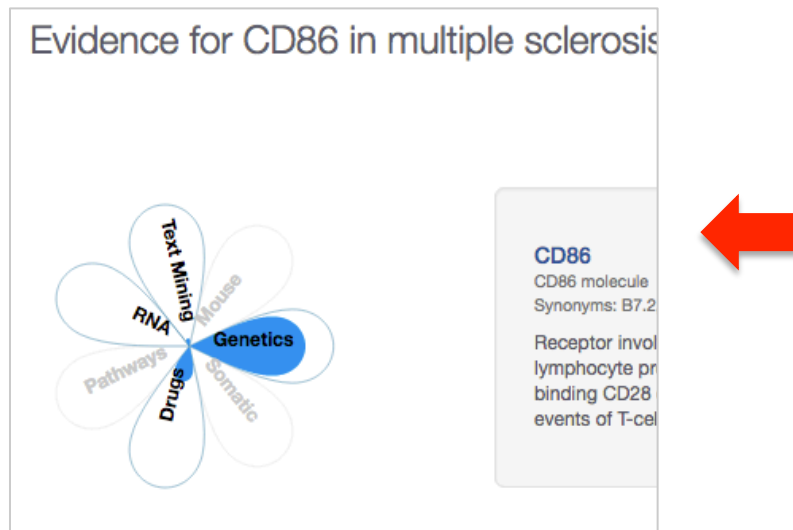 Evidence for CD86 in multiple sclerosis
Text Mining
Mouse
RNA
Genetics
Pathways
Somatic
Drugs
CD86
CD86 molecule
Synonyms: B7.2
Receptor invol
lymphocyte pr
binding CD28
events of T-cel